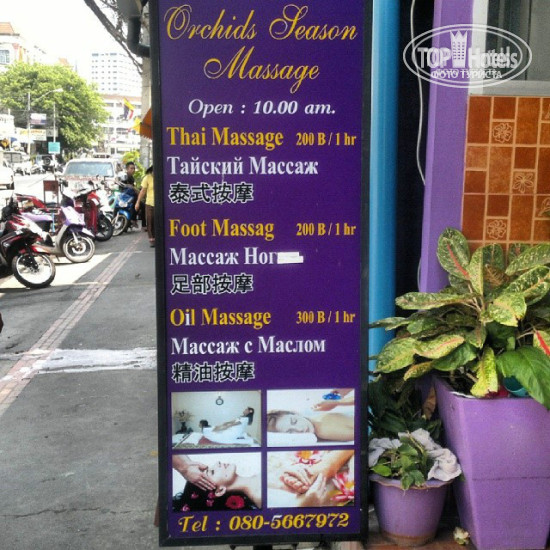 Orchids Season
Massage
Open : 10.00 am.
Thai Massage 200 B / 1 hr
Тайский Массаж
泰式按摩
Foot Massag 200 B / 1 hr
Массаж Ног
足部按摩
Oil Massage 300 B / 1 hr
Массаж с Маслом
精油按摩
Tel : 080-5667972
TOP Hotels
ФОТО ТУРИСТА